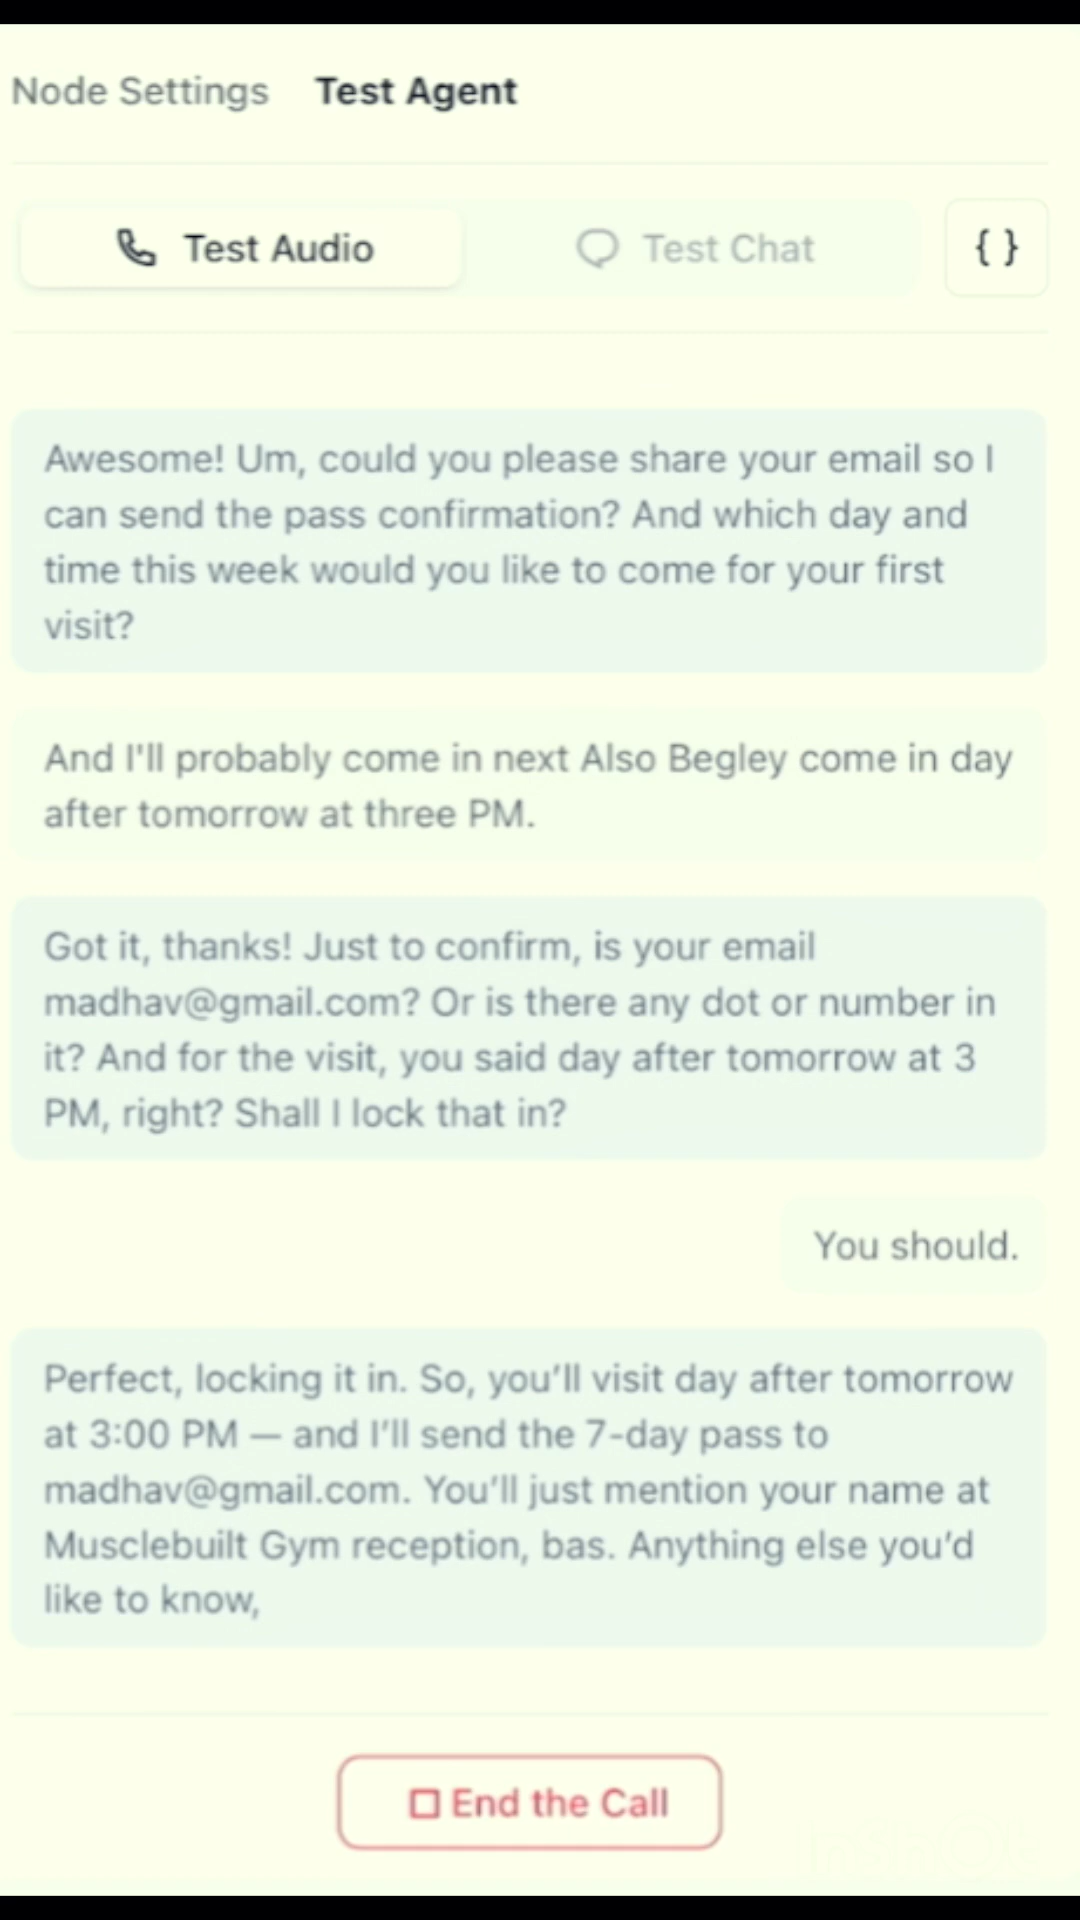 Node Settings Test Agent
Test Audio Test Chat { }
Awesome! Um, could you please share your email so I
can send the pass confirmation? And which day and
time this week would you like to come for your first
visit?
And I'll probably come in next Also Begley come in day
after tomorrow at three PM.
Got it, thanks! Just to confirm, is your email
madhav@gmail.com? Or is there any dot or number in
it? And for the visit, you said day after tomorrow at 3
PM, right? Shall I lock that in?
You should.
Perfect, locking it in. So, you’ll visit day after tomorrow
at 3:00 PM — and I’ll send the 7-day pass to
madhav@gmail.com. You’ll just mention your name at
Musclebuilt Gym reception, bas. Anything else you’d
like to know,
End the Call